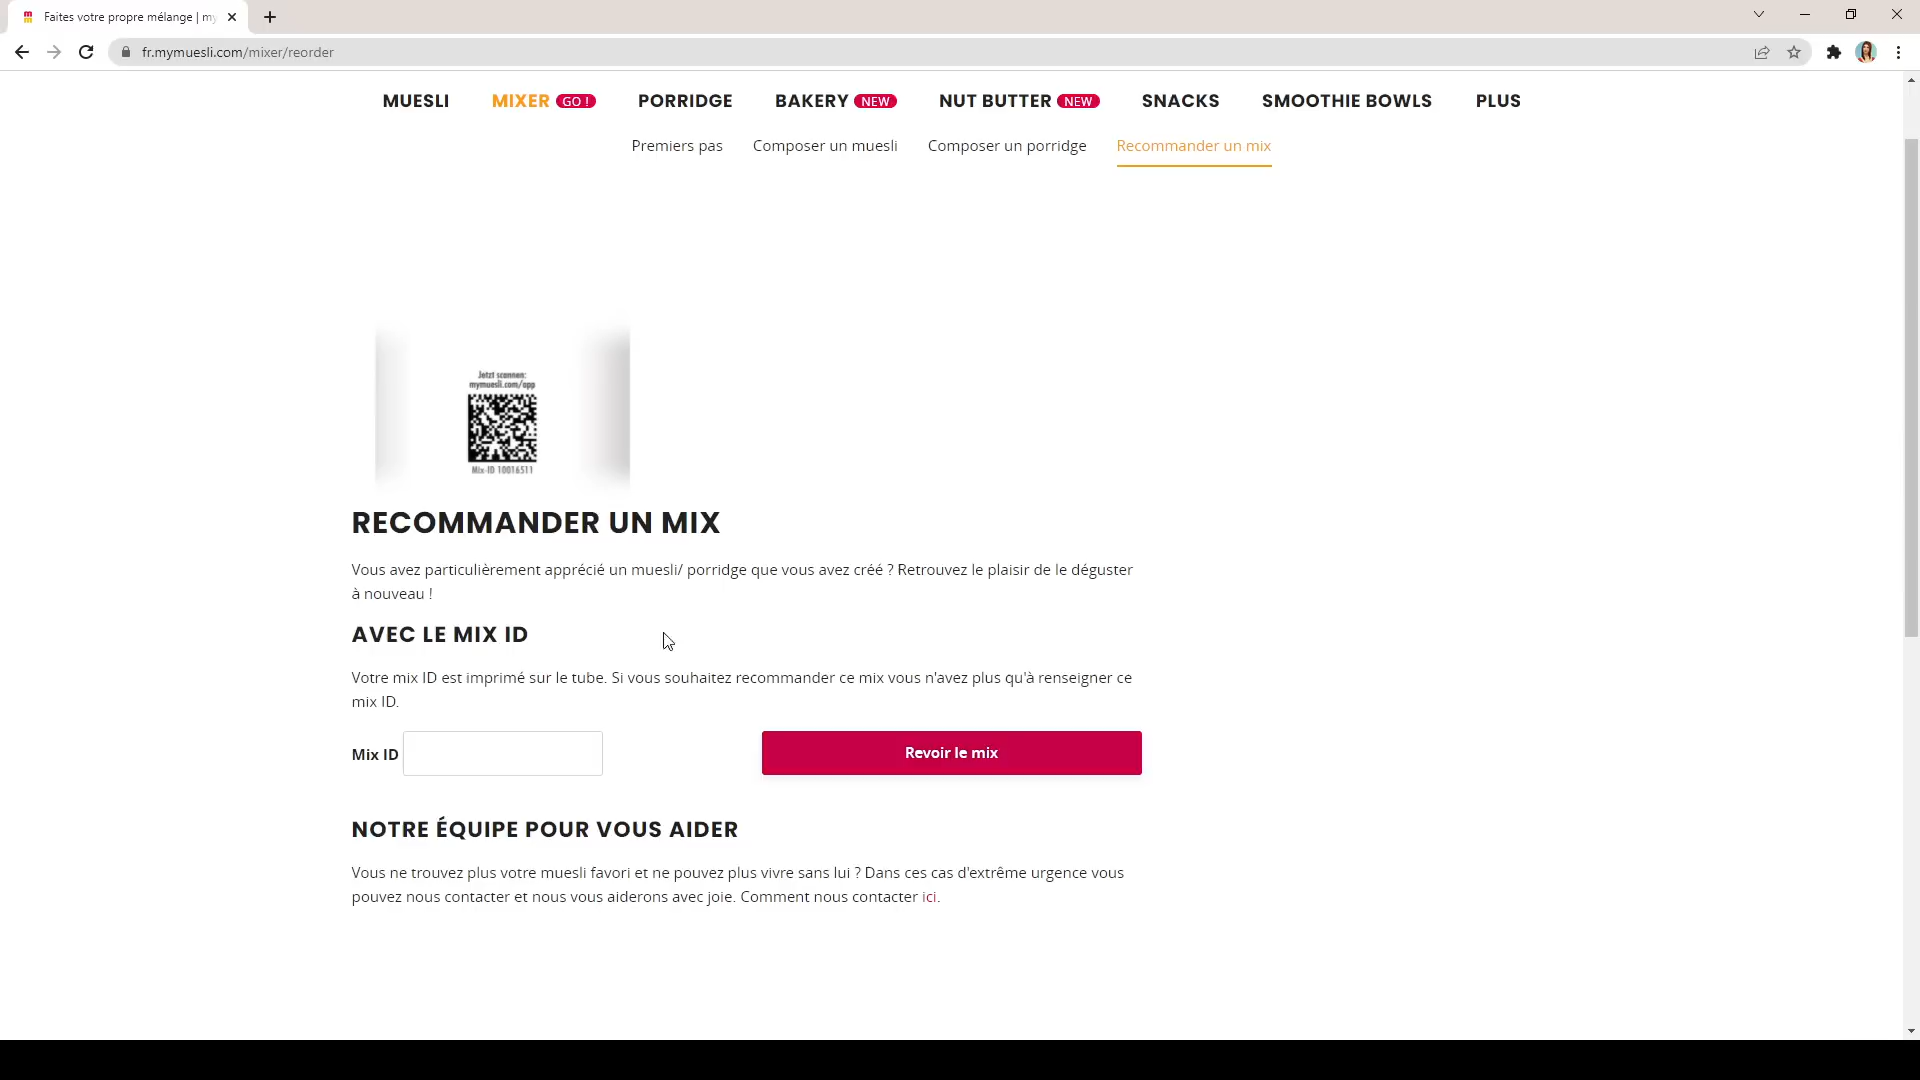 Faites votre propre mélange | my
fr.mymuesli.com/mixer/reorder
MUESLI MIXER GO ! PORRIDGE BAKERY NEW NUT BUTTER NEW SNACKS SMOOTHIE BOWLS PLUS
Premiers pas Composer un muesli Composer un porridge Recommander un mix
Jetzt scannen:
mymuesli.com/app
Mix-ID 10016511
RECOMMANDER UN MIX
Vous avez particulièrement apprécié un muesli/ porridge que vous avez créé ? Retrouvez le plaisir de le déguster
à nouveau !
AVEC LE MIX ID
Votre mix ID est imprimé sur le tube. Si vous souhaitez recommander ce mix vous n'avez plus qu'à renseigner ce
mix ID.
Mix ID Revoir le mix
NOTRE ÉQUIPE POUR VOUS AIDER
Vous ne trouvez plus votre muesli favori et ne pouvez plus vivre sans lui ? Dans ces cas d'extrême urgence vous
pouvez nous contacter et nous vous aiderons avec joie. Comment nous contacter ici.